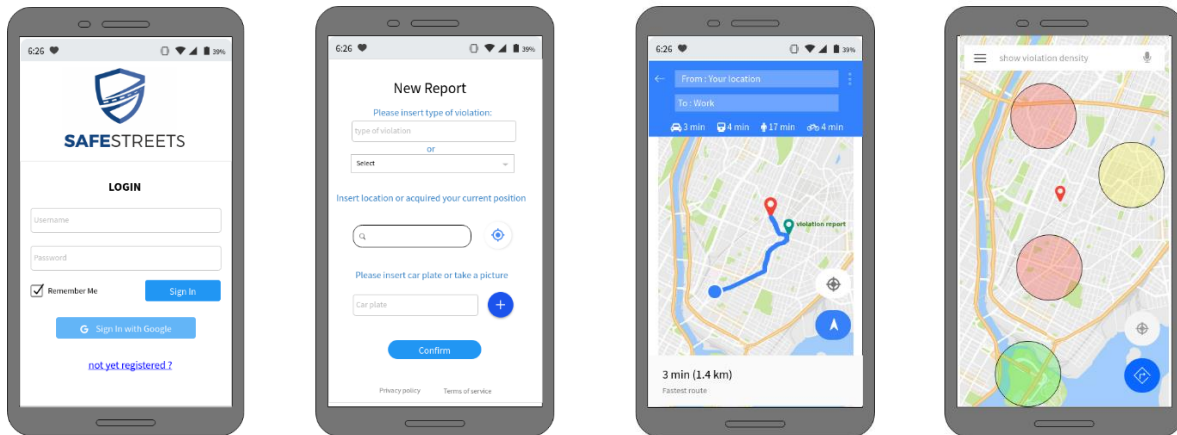 6:26
39%
SAFESTREETS
LOGIN
Username
Password
Remember Me
Sign In
G Sign In with Google
not yet registered ?
6:26
39%
New Report
Please insert type of violation:
type of violation
or
Select
Insert location or acquired your current position
Please insert car plate or take a picture
Car plate
+
Confirm
Privacy policy Terms of service
6:26
39%
From : Your location
To : Work
3 min 4 min 17 min 4 min
violation report
3 min (1.4 km)
Fastest route
show violation density